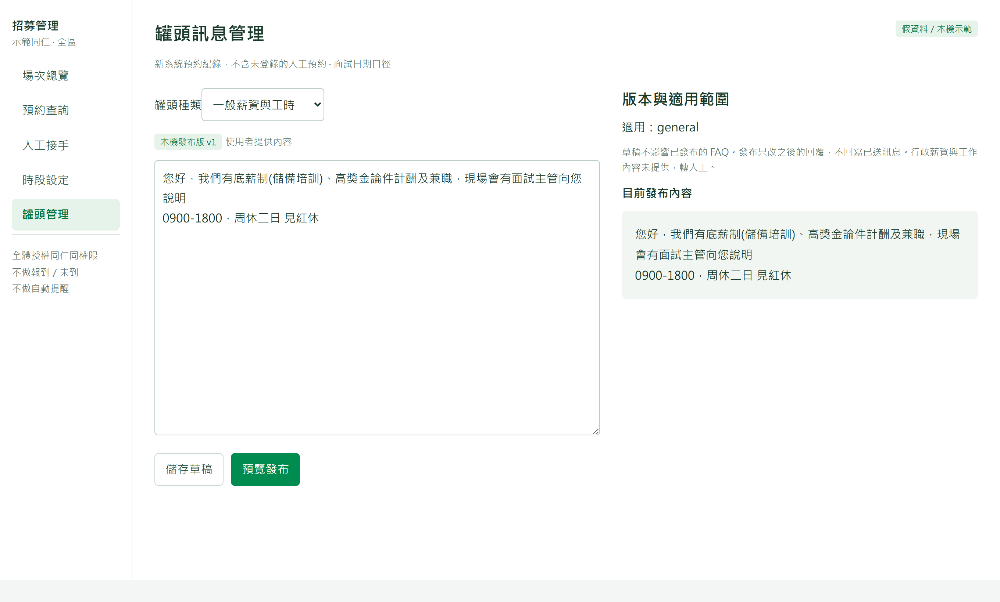 招募管理
示範同仁 · 全區
場次總覽
預約查詢
人工接手
時段設定
罐頭管理
全體授權同仁同權限
不做報到 / 未到
不做自動提醒
罐頭訊息管理
假資料 / 本機示範
新系統預約紀錄，不含未登錄的人工預約 · 面試日期口徑
罐頭種類 一般薪資與工時
本機發布版 v1 使用者提供內容
您好，我們有底薪制(儲備培訓)、高獎金論件計酬及兼職，現場會有面試主管向您
說明
0900-1800，周休二日 見紅休
儲存草稿 預覽發布
版本與適用範圍
適用：general
草稿不影響已發布的 FAQ。發布只改之後的回覆，不回寫已送訊息。行政薪資與工作
內容未提供，轉人工。
目前發布內容
您好，我們有底薪制(儲備培訓)、高獎金論件計酬及兼職，現場
會有面試主管向您說明
0900-1800，周休二日 見紅休